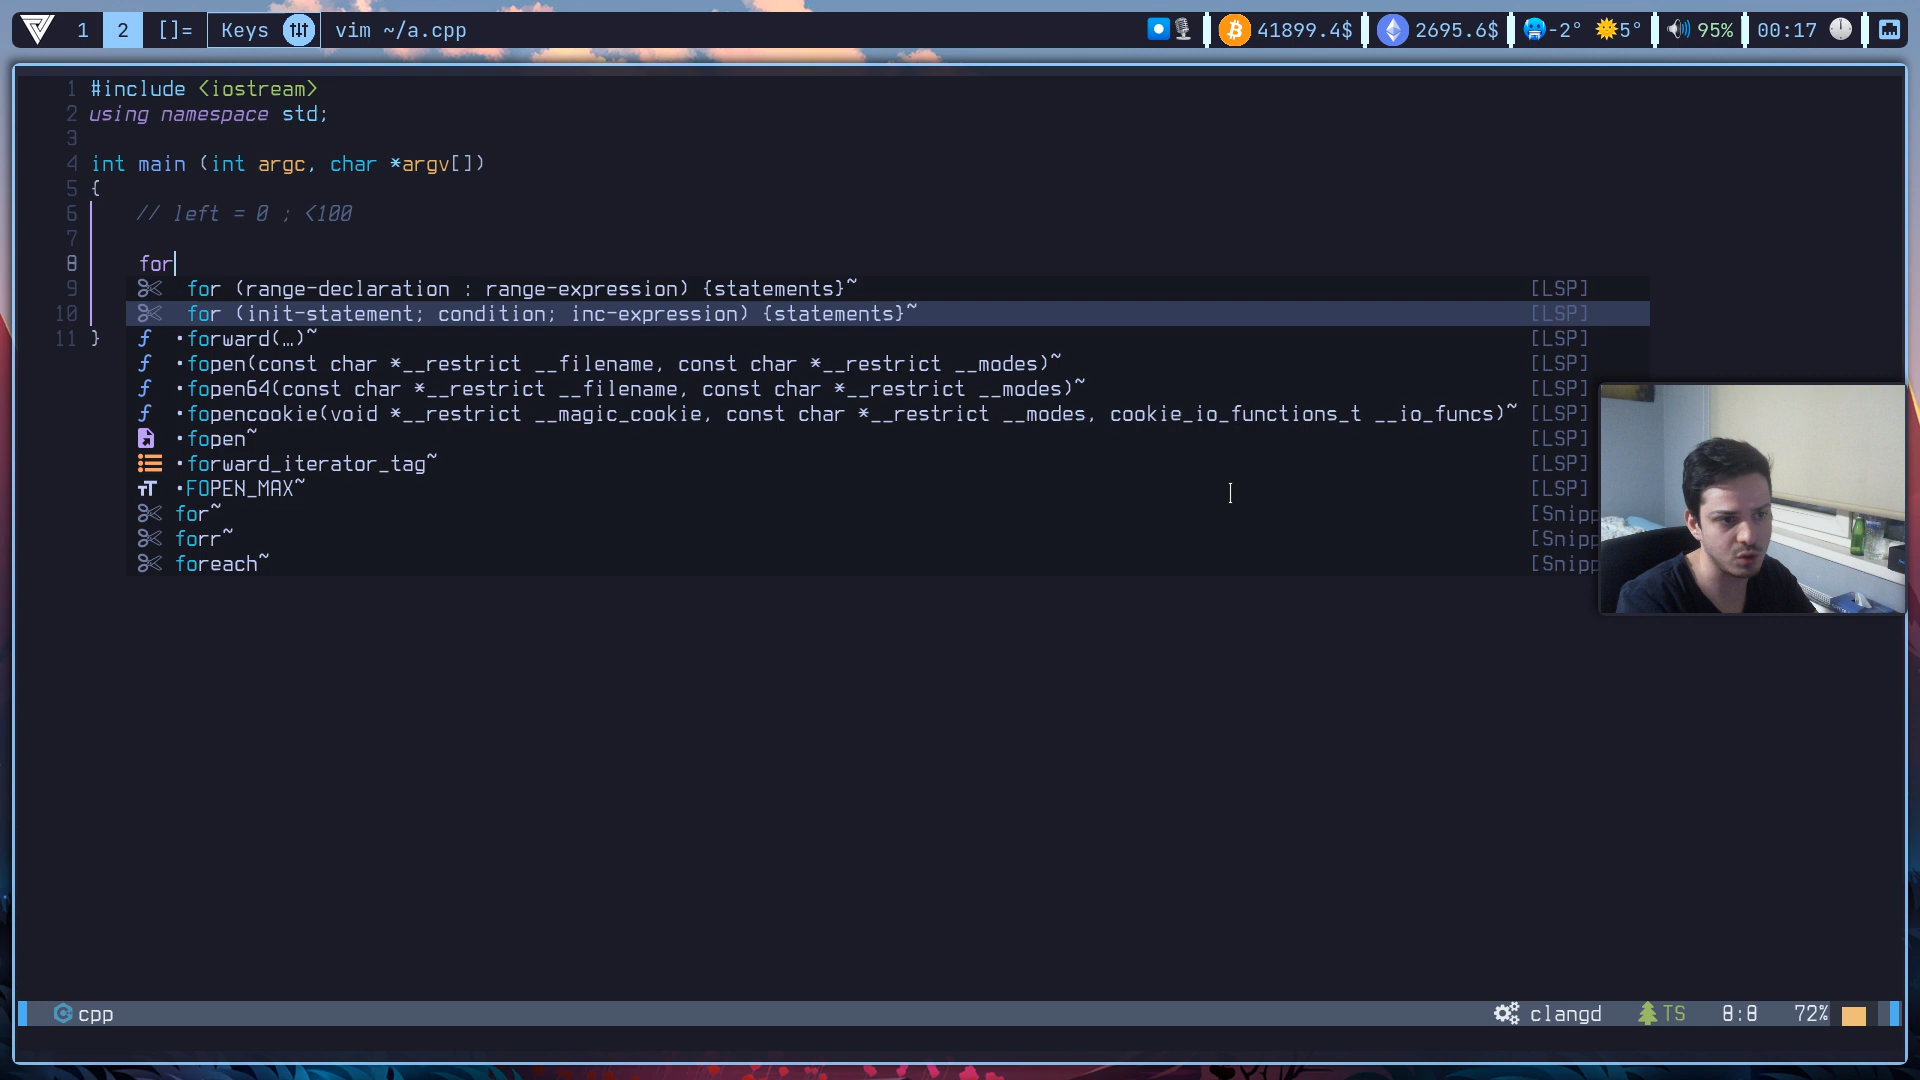 1 2 []= Keys vim ~/a.cpp 41899.4$ 2695.6$ -2° 5° 95% 00:17
1 #include <iostream>
2 using namespace std;
3
4 int main (int argc, char *argv[])
5 {
6 // left = 0 ; <100
7
8 for
9 for (range-declaration : range-expression) {statements}~ [LSP]
10 for (init-statement; condition; inc-expression) {statements}~ [LSP]
11 } f •forward(…)~ [LSP]
f •fopen(const char *__restrict __filename, const char *__restrict __modes)~ [LSP]
f •fopen64(const char *__restrict __filename, const char *__restrict __modes)~ [LSP]
f •fopencookie(void *__restrict __magic_cookie, const char *__restrict __modes, cookie_io_functions_t __io_funcs)~ [LSP]
•fopen~ [LSP]
•forward_iterator_tag~ [LSP]
•FOPEN_MAX~ [LSP]
for~ [Snipp
forr~ [Snipp
foreach~ [Snipp
cpp clangd TS 8:8 72%